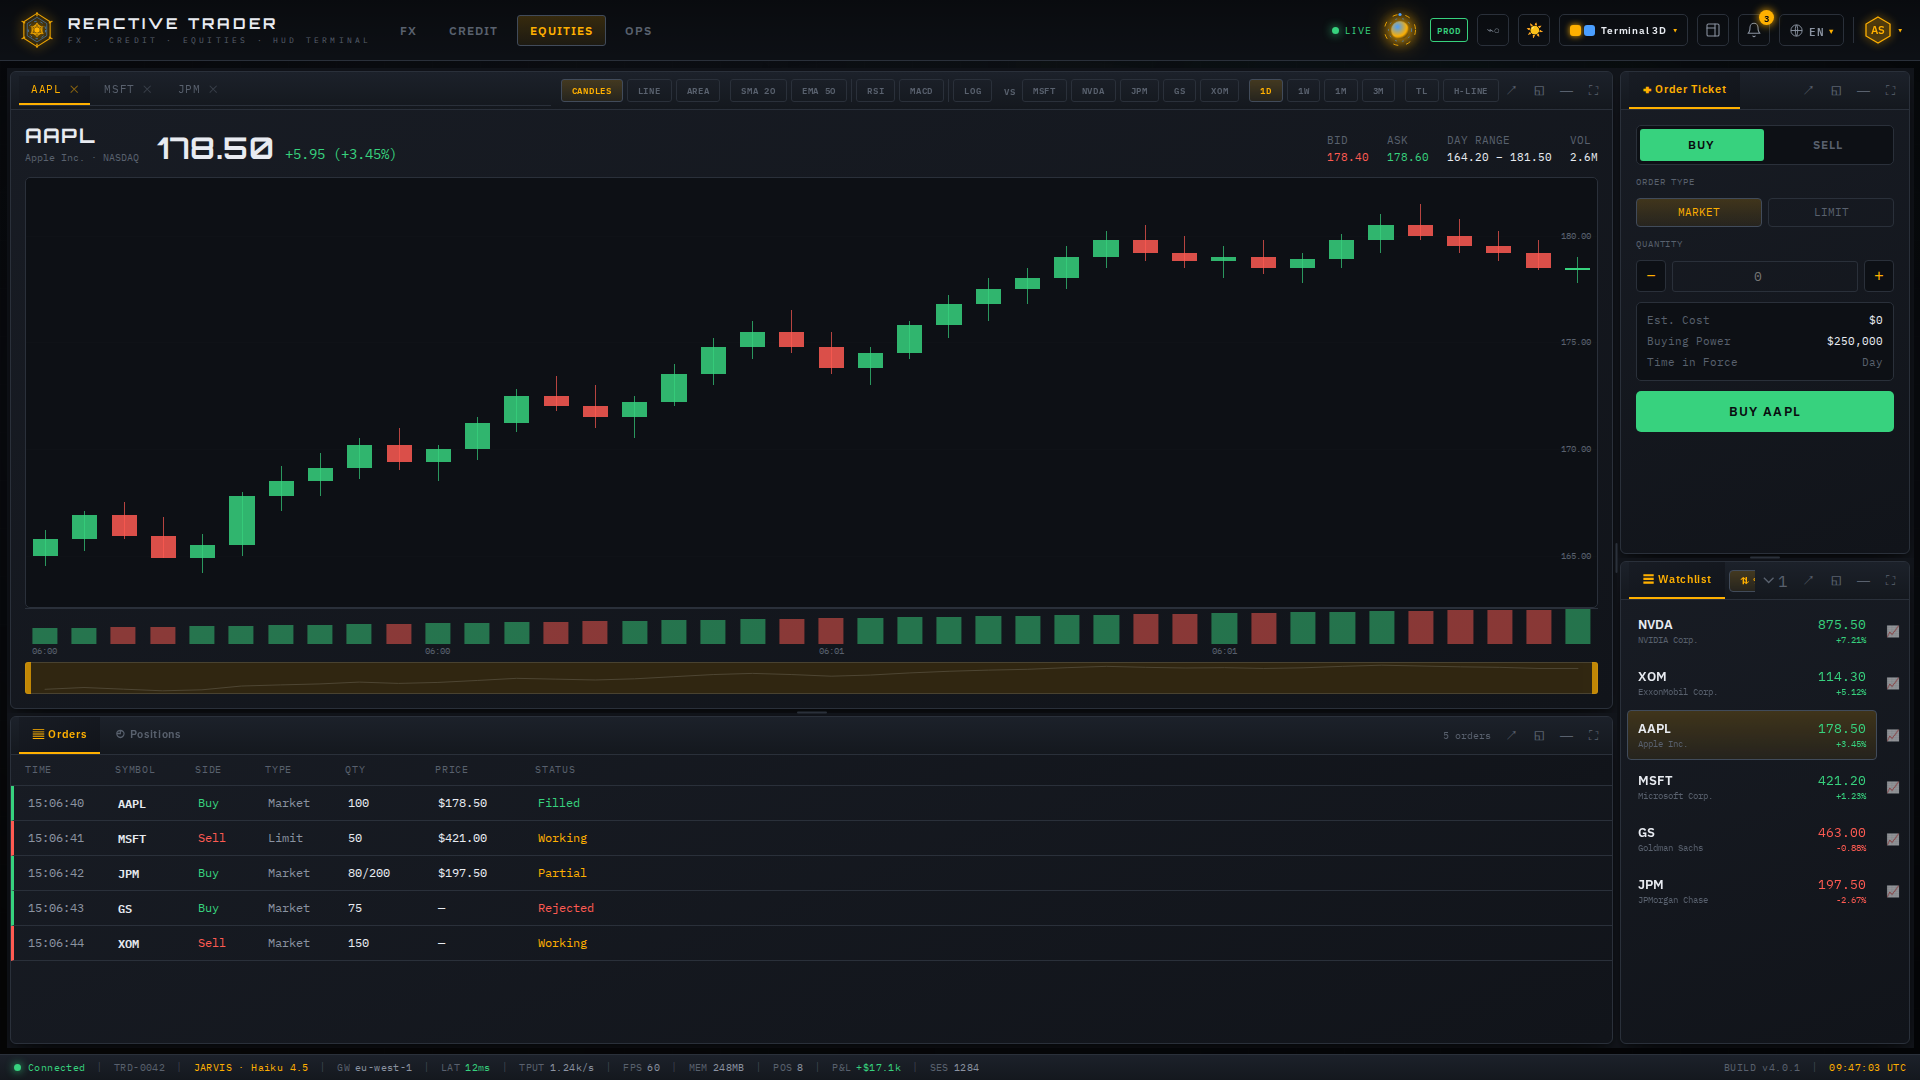 REACTIVE TRADER
FX · CREDIT · EQUITIES · HUD TERMINAL
FX CREDIT EQUITIES OPS
LIVE PROD Terminal 3D 3 EN AS
AAPL MSFT JPM
CANDLES LINE AREA SMA 20 EMA 50 RSI MACD LOG VS MSFT NVDA JPM GS XOM 1D 1W 1M 3M TL H-LINE
AAPL
Apple Inc. · NASDAQ
178.50 +5.95 (+3.45%)
BID ASK DAY RANGE VOL
178.40 178.60 164.20 – 181.50 2.6M
180.00
175.00
170.00
165.00
06:00 06:00 06:01 06:01
Order Ticket
BUY SELL
ORDER TYPE
MARKET LIMIT
QUANTITY
− 0 +
Est. Cost $0
Buying Power $250,000
Time in Force Day
BUY AAPL
Watchlist 1
NVDA 875.50
NVIDIA Corp. +7.21%
XOM 114.30
ExxonMobil Corp. +5.12%
AAPL 178.50
Apple Inc. +3.45%
MSFT 421.20
Microsoft Corp. +1.23%
GS 463.00
Goldman Sachs -0.88%
JPM 197.50
JPMorgan Chase -2.67%
Orders Positions 5 orders
TIME SYMBOL SIDE TYPE QTY PRICE STATUS
15:06:40 AAPL Buy Market 100 $178.50 Filled
15:06:41 MSFT Sell Limit 50 $421.00 Working
15:06:42 JPM Buy Market 80/200 $197.50 Partial
15:06:43 GS Buy Market 75 — Rejected
15:06:44 XOM Sell Market 150 — Working
Connected TRD-0042 JARVIS · Haiku 4.5 GW eu-west-1 LAT 12ms TPUT 1.24k/s FPS 60 MEM 248MB POS 8 P&L +$17.1k SES 1284 BUILD v4.0.1 09:47:03 UTC